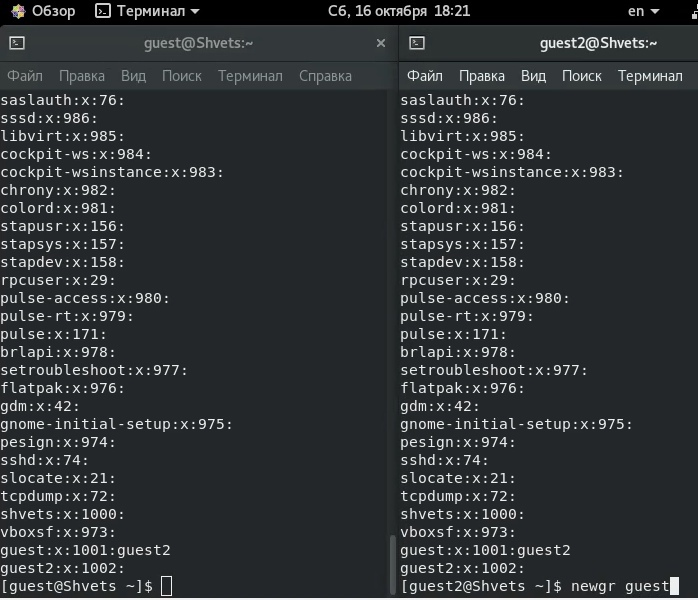 Обзор Терминал Сб, 16 октября 18:21 en
guest@Shvets:~ ×
Файл Правка Вид Поиск Терминал Справка
saslauth:x:76:
sssd:x:986:
libvirt:x:985:
cockpit-ws:x:984:
cockpit-wsinstance:x:983:
chrony:x:982:
colord:x:981:
stapusr:x:156:
stapsys:x:157:
stapdev:x:158:
rpcuser:x:29:
pulse-access:x:980:
pulse-rt:x:979:
pulse:x:171:
brlapi:x:978:
setroubleshoot:x:977:
flatpak:x:976:
gdm:x:42:
gnome-initial-setup:x:975:
pesign:x:974:
sshd:x:74:
slocate:x:21:
tcpdump:x:72:
shvets:x:1000:
vboxsf:x:973:
guest:x:1001:guest2
guest2:x:1002:
[guest@Shvets ~]$
guest2@Shvets:~
Файл Правка Вид Поиск Терминал
saslauth:x:76:
sssd:x:986:
libvirt:x:985:
cockpit-ws:x:984:
cockpit-wsinstance:x:983:
chrony:x:982:
colord:x:981:
stapusr:x:156:
stapsys:x:157:
stapdev:x:158:
rpcuser:x:29:
pulse-access:x:980:
pulse-rt:x:979:
pulse:x:171:
brlapi:x:978:
setroubleshoot:x:977:
flatpak:x:976:
gdm:x:42:
gnome-initial-setup:x:975:
pesign:x:974:
sshd:x:74:
slocate:x:21:
tcpdump:x:72:
shvets:x:1000:
vboxsf:x:973:
guest:x:1001:guest2
guest2:x:1002:
[guest2@Shvets ~]$ newgr guest